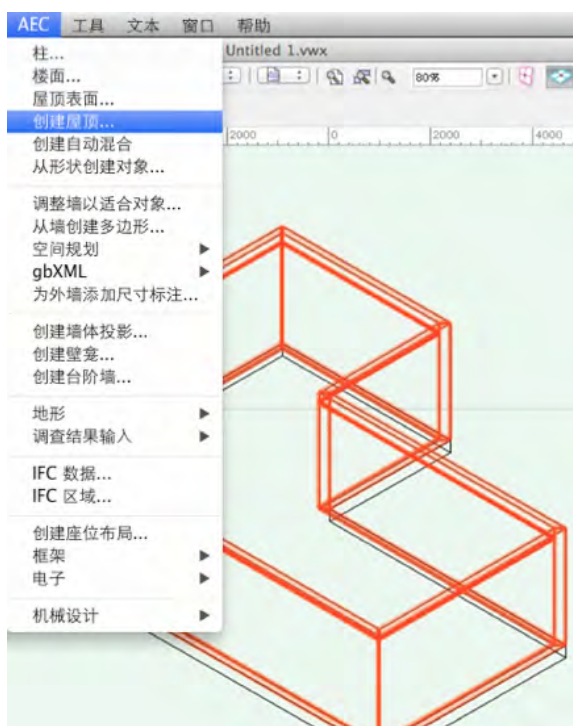 AEC 工具 文本 窗口 帮助
Untitled 1.vwx
80%
2000 0 2000 4000
柱...
楼面...
屋顶表面...
创建屋顶...
创建自动混合
从形状创建对象...
调整墙以适合对象...
从墙创建多边形...
空间规划
gbXML
为外墙添加尺寸标注...
创建墙体投影...
创建壁龛...
创建台阶墙...
地形
调查结果输入
IFC 数据...
IFC 区域...
创建座位布局...
框架
电子
机械设计